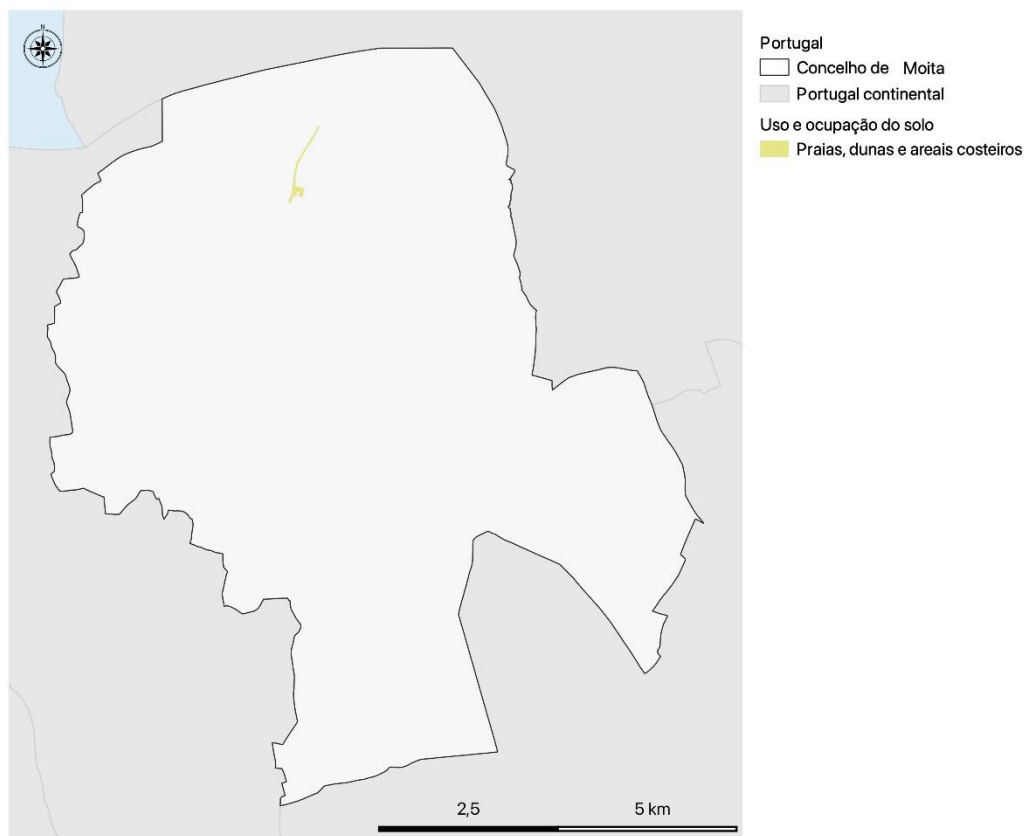 N
Portugal
Concelho de Moita
Portugal continental
Uso e ocupação do solo
Praias, dunas e areais costeiros
2,5 5 km